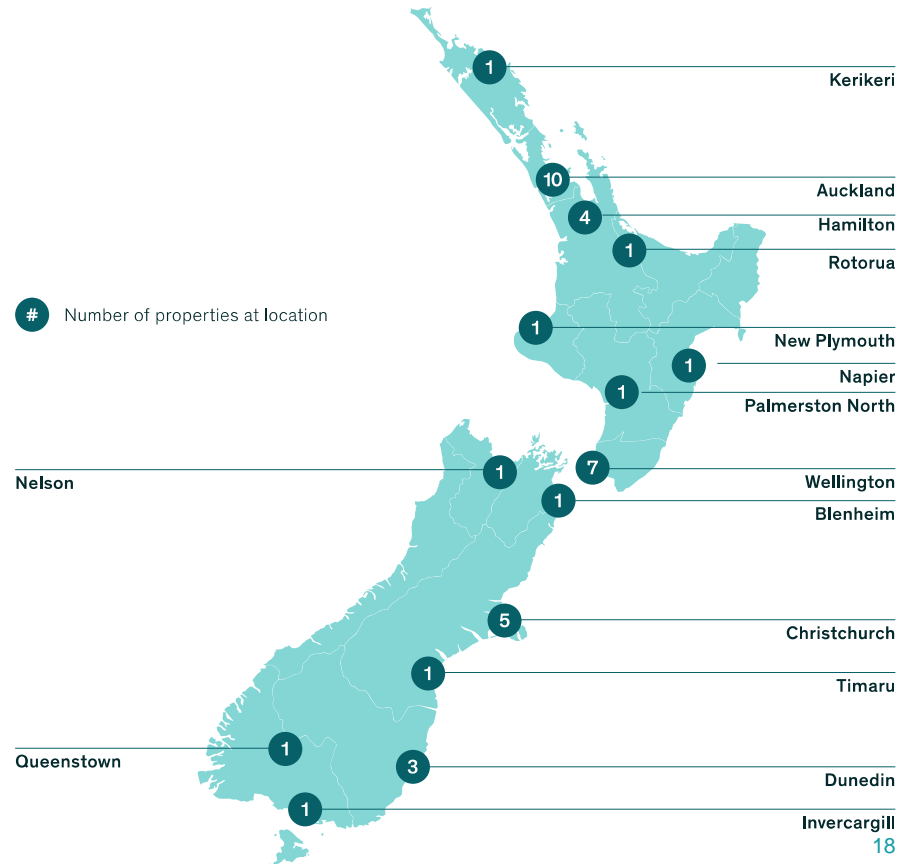 1
Kerikeri
10
Auckland
4
Hamilton
1
Rotorua
# Number of properties at location
1
New Plymouth
1
Napier
1
Palmerston North
Nelson
1
7
Wellington
1
Blenheim
5
Christchurch
1
Timaru
Queenstown
1
3
Dunedin
1
Invercargill
18